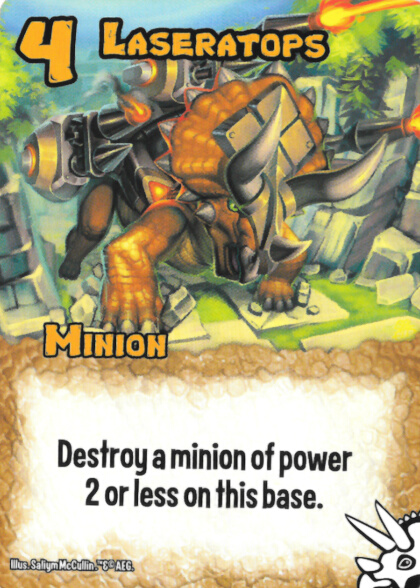 4 LASERATOPS
MINION
Destroy a minion of power
2 or less on this base.
Illus. Saliym McCullin. ™&© AEG.